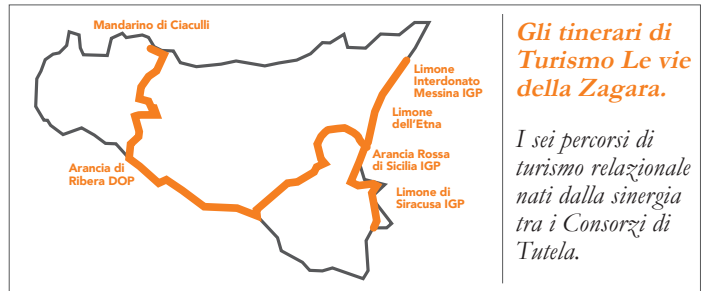 Mandarino di Ciaculli
Limone
Interdonato
Messina IGP
Limone
dell'Etna
Arancia Rossa
di Sicilia IGP
Limone di
Siracusa IGP
Arancia di
Ribera DOP
Gli tinerari di
Turismo Le vie
della Zagara.
I sei percorsi di
turismo relazionale
nati dalla sinergia
tra i Consorzi di
Tutela.